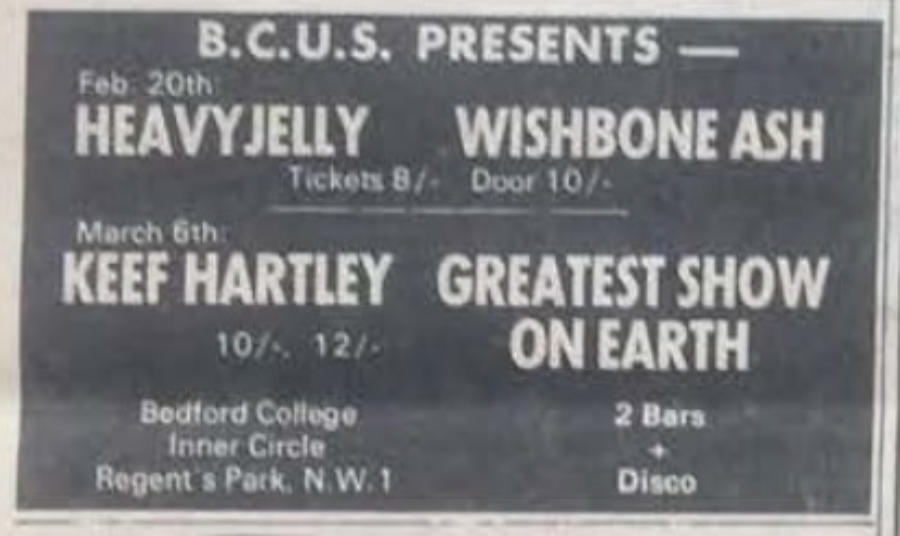 B.C.U.S. PRESENTS —
Feb. 20th:
HEAVYJELLY WISHBONE ASH
Tickets 8/- Door 10/-
March 6th:
KEEF HARTLEY GREATEST SHOW
ON EARTH
10/-, 12/-
Bedford College
Inner Circle
Regent's Park, N.W.1
2 Bars
+
Disco